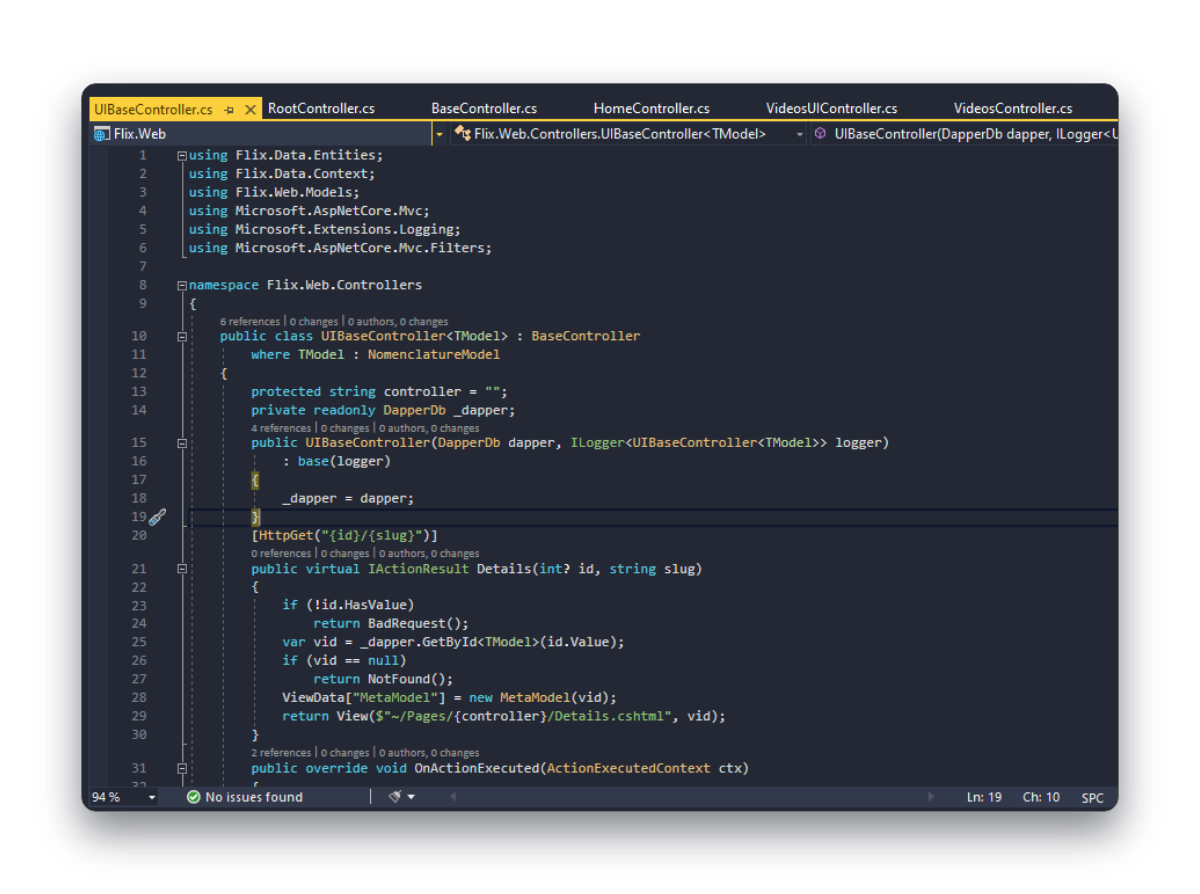 UIBaseController.cs RootController.cs BaseController.cs HomeController.cs VideosUIController.cs VideosController.cs
Flix.Web Flix.Web.Controllers.UIBaseController<TModel> UIBaseController(DapperDb dapper, ILogger<U
1 using Flix.Data.Entities;
2 using Flix.Data.Context;
3 using Flix.Web.Models;
4 using Microsoft.AspNetCore.Mvc;
5 using Microsoft.Extensions.Logging;
6 using Microsoft.AspNetCore.Mvc.Filters;
7
8 namespace Flix.Web.Controllers
9 {
6 references | 0 changes | 0 authors, 0 changes
10 public class UIBaseController<TModel> : BaseController
11 where TModel : NomenclatureModel
12 {
13 protected string controller = "";
14 private readonly DapperDb _dapper;
4 references | 0 changes | 0 authors, 0 changes
15 public UIBaseController(DapperDb dapper, ILogger<UIBaseController<TModel>> logger)
16 : base(logger)
17 {
18 _dapper = dapper;
19 }
20 [HttpGet("{id}/{slug}")]
0 references | 0 changes | 0 authors, 0 changes
21 public virtual IActionResult Details(int? id, string slug)
22 {
23 if (!id.HasValue)
24 return BadRequest();
25 var vid = _dapper.GetById<TModel>(id.Value);
26 if (vid == null)
27 return NotFound();
28 ViewData["MetaModel"] = new MetaModel(vid);
29 return View($"~/Pages/{controller}/Details.cshtml", vid);
30 }
2 references | 0 changes | 0 authors, 0 changes
31 public override void OnActionExecuted(ActionExecutedContext ctx)
32 {
94 % No issues found Ln: 19 Ch: 10 SPC